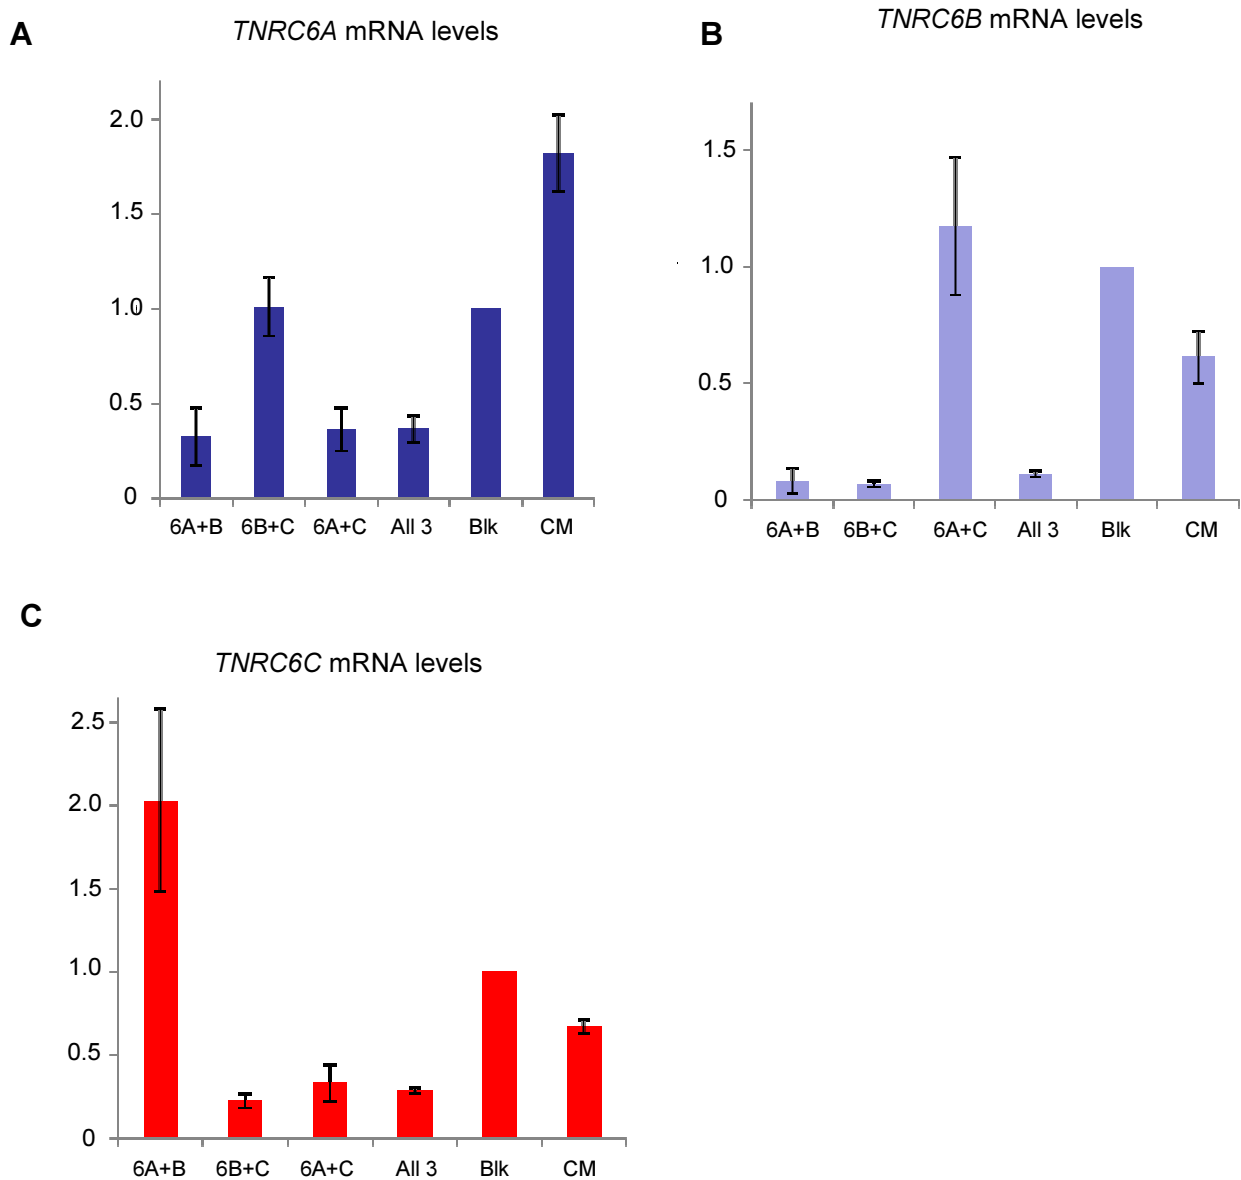 A
TNRC6A mRNA levels
2.0
1.5
1.0
0.5
0
6A+B 6B+C 6A+C All 3 Blk CM
B
TNRC6B mRNA levels
1.5
1.0
0.5
0
6A+B 6B+C 6A+C All 3 Blk CM
C
TNRC6C mRNA levels
2.5
2.0
1.5
1.0
0.5
0
6A+B 6B+C 6A+C All 3 Blk CM